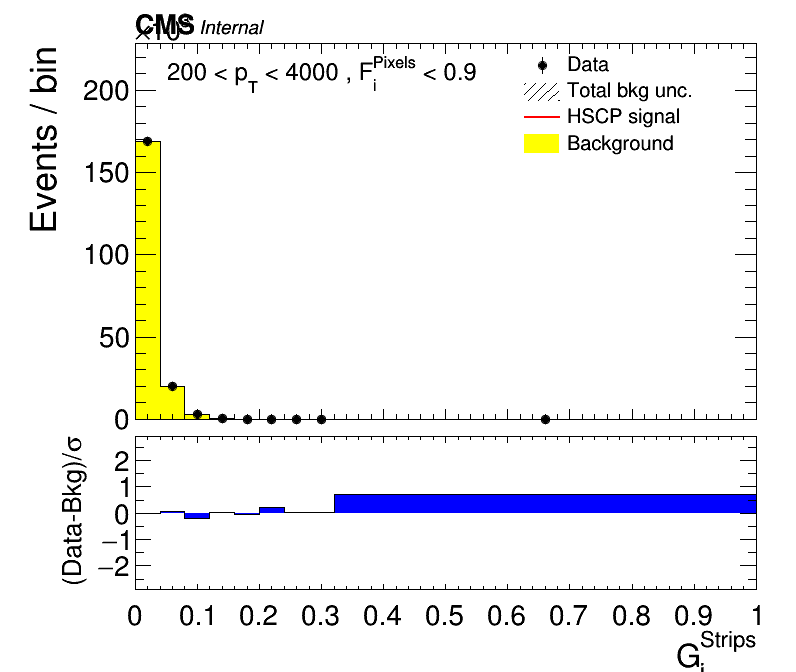 CMS Internal
×10³
200 < p_T < 4000 , F_i^Pixels < 0.9
Data
Total bkg unc.
HSCP signal
Background
Events / bin
200
150
100
50
0
(Data-Bkg)/σ
2
1
0
−1
−2
0 0.1 0.2 0.3 0.4 0.5 0.6 0.7 0.8 0.9 1
G_i^Strips